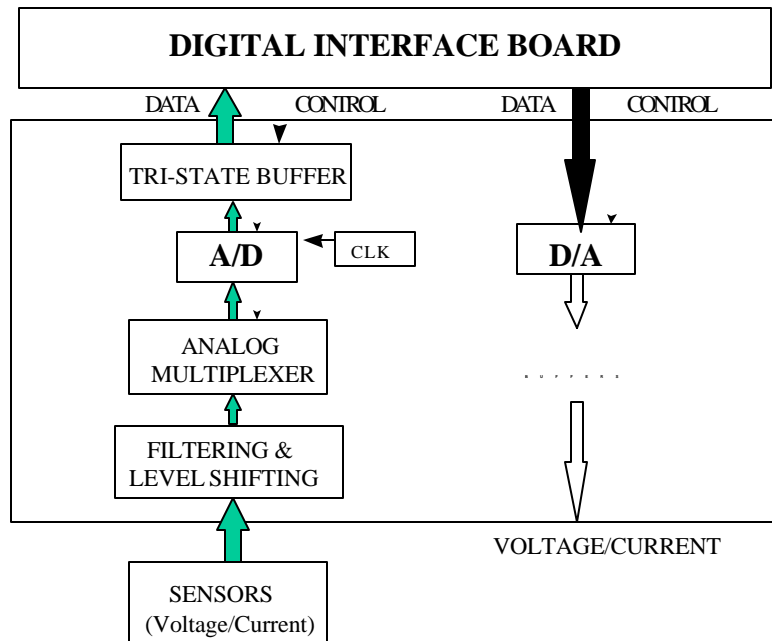 DIGITAL INTERFACE BOARD
DATA CONTROL DATA CONTROL
TRI-STATE BUFFER
A/D
CLK
D/A
ANALOG
MULTIPLEXER
FILTERING &
LEVEL SHIFTING
VOLTAGE/CURRENT
SENSORS
(Voltage/Current)